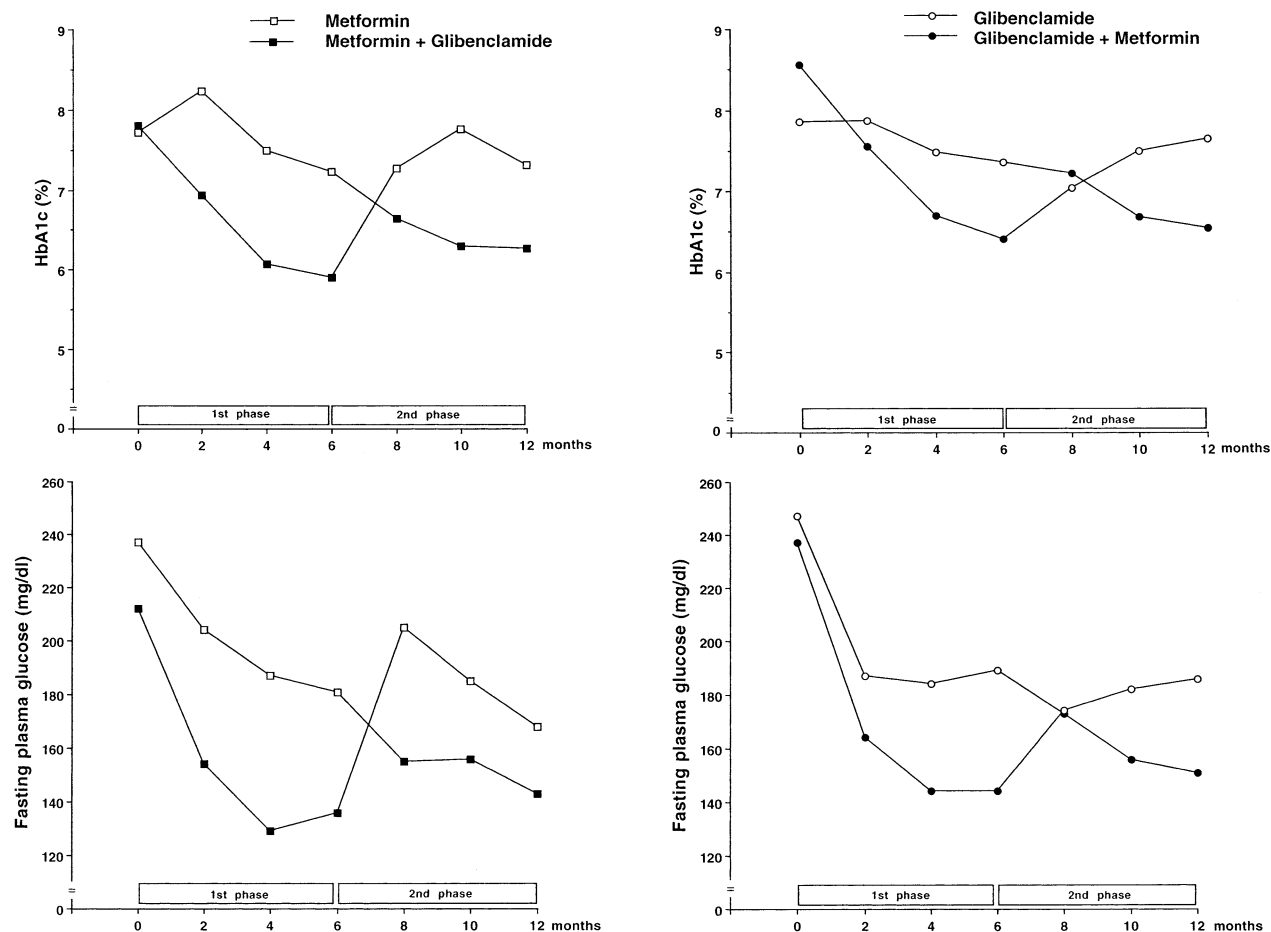 Metformin
Metformin + Glibenclamide
HbA1c (%)
9
8
7
6
5
0
1st phase
2nd phase
0 2 4 6 8 10 12 months
Glibenclamide
Glibenclamide + Metformin
HbA1c (%)
9
8
7
6
5
0
1st phase
2nd phase
0 2 4 6 8 10 12 months
Fasting plasma glucose (mg/dl)
260
240
220
200
180
160
140
120
0
1st phase
2nd phase
0 2 4 6 8 10 12 months
Fasting plasma glucose (mg/dl)
260
240
220
200
180
160
140
120
0
1st phase
2nd phase
0 2 4 6 8 10 12 months